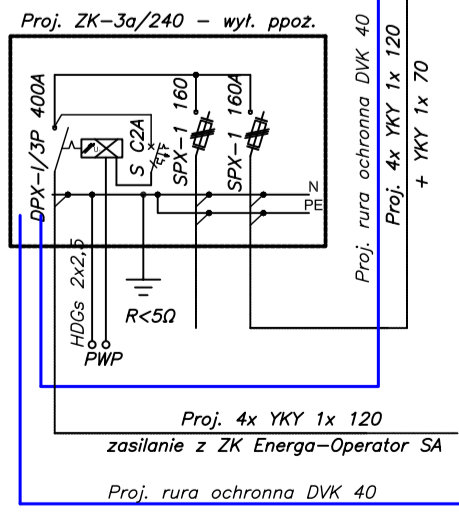 Proj. ZK-3a/240 - wył. ppoż.
DPX-I/3P 400A
S C2A
SPX-1 160
SPX-1 160A
N
PE
HDGs 2x2,5
PWP
R<5Ω
Proj. rura ochronna DVK 40
Proj. 4x YKY 1x 120
+ YKY 1x 70
Proj. 4x YKY 1x 120
zasilanie z ZK Energa-Operator SA
Proj. rura ochronna DVK 40